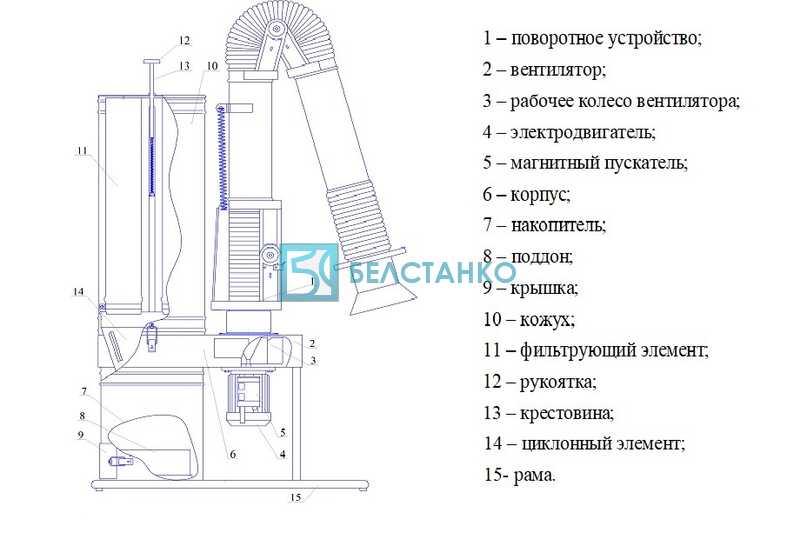 12
13
10
11
14
1
2
3
7
8
9
5
6
4
15
БЕЛСТАНКО
1 – поворотное устройство;
2 – вентилятор;
3 – рабочее колесо вентилятора;
4 – электродвигатель;
5 – магнитный пускатель;
6 – корпус;
7 – накопитель;
8 – поддон;
9 – крышка;
10 – кожух;
11 – фильтрующий элемент;
12 – рукоятка;
13 – крестовина;
14 – циклонный элемент;
15- рама.